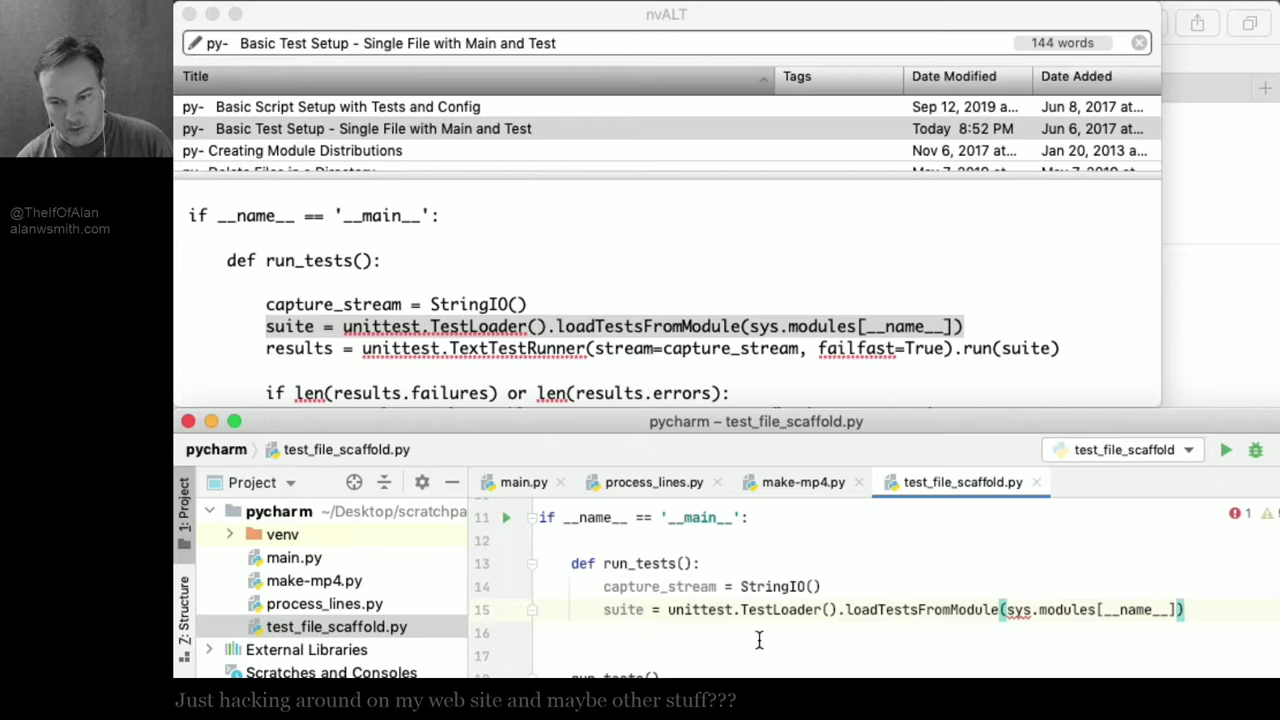 nvALT
py- Basic Test Setup - Single File with Main and Test
144 words
Title Tags Date Modified Date Added
py- Basic Script Setup with Tests and Config Sep 12, 2019 a... Jun 8, 2017 at...
py- Basic Test Setup - Single File with Main and Test Today 8:52 PM Jun 6, 2017 at...
py- Creating Module Distributions Nov 6, 2017 at... Jan 20, 2013 a...
@TheIfOfAlan
alanwsmith.com
if __name__ == '__main__':
def run_tests():
capture_stream = StringIO()
suite = unittest.TestLoader().loadTestsFromModule(sys.modules[__name__])
results = unittest.TextTestRunner(stream=capture_stream, failfast=True).run(suite)
if len(results.failures) or len(results.errors):
pycharm – test_file_scaffold.py
pycharm test_file_scaffold.py
test_file_scaffold
Project
main.py process_lines.py make-mp4.py test_file_scaffold.py
1: Project
7: Structure
pycharm ~/Desktop/scratchpa
venv
main.py
make-mp4.py
process_lines.py
test_file_scaffold.py
External Libraries
Scratches and Consoles
11 if __name__ == '__main__':
1
12
13 def run_tests():
14 capture_stream = StringIO()
15 suite = unittest.TestLoader().loadTestsFromModule(sys.modules[__name__])
16
17
run_tests()
Just hacking around on my web site and maybe other stuff???